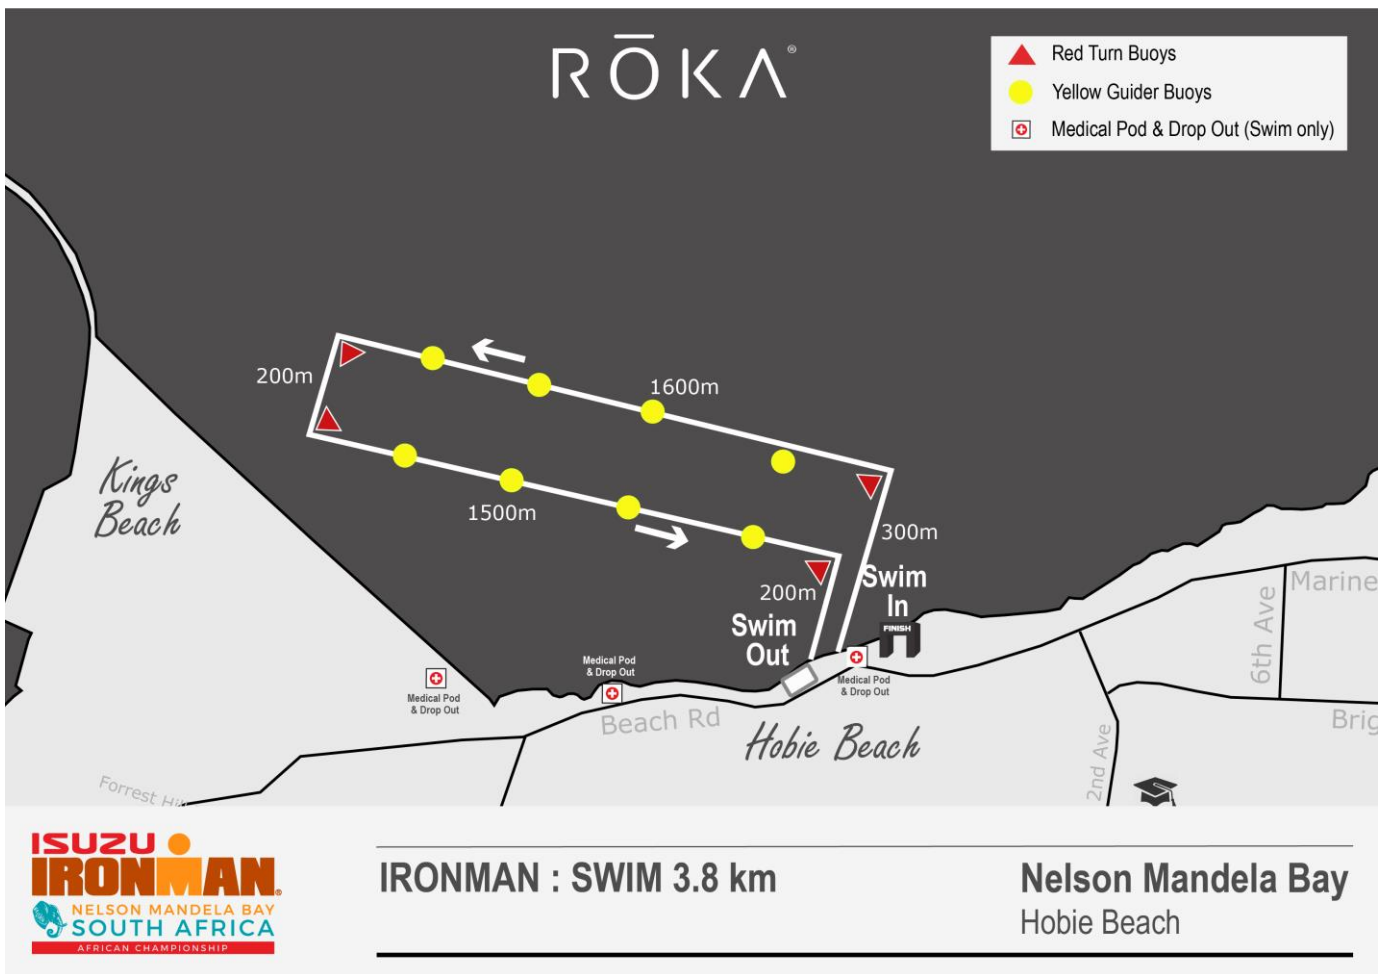 RŌKA®
Red Turn Buoys
Yellow Guider Buoys
Medical Pod & Drop Out (Swim only)
200m
1600m
Kings
Beach
1500m
300m
200m
Swim
In
FINISH
Swim
Out
Medical Pod
& Drop Out
Medical Pod
& Drop Out
Medical Pod
& Drop Out
Beach Rd
Hobie Beach
Marine
6th Ave
2nd Ave
Brig
Forrest Hil
ISUZU
IRONMAN®
NELSON MANDELA BAY
SOUTH AFRICA
AFRICAN CHAMPIONSHIP
IRONMAN : SWIM 3.8 km
Nelson Mandela Bay
Hobie Beach